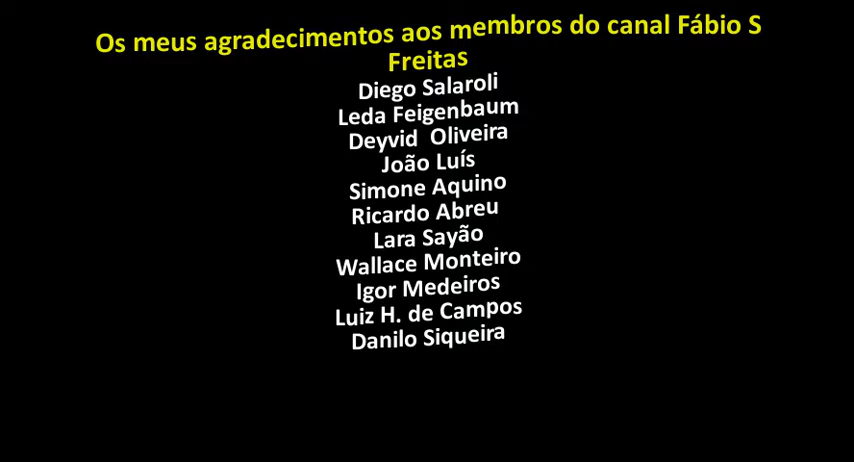 Os meus agradecimentos aos membros do canal Fábio S
Freitas
Diego Salaroli
Leda Feigenbaum
Deyvid  Oliveira
João Luís
Simone Aquino
Ricardo Abreu
Lara Sayão
Wallace Monteiro
Igor Medeiros
Luiz H. de Campos
Danilo Siqueira